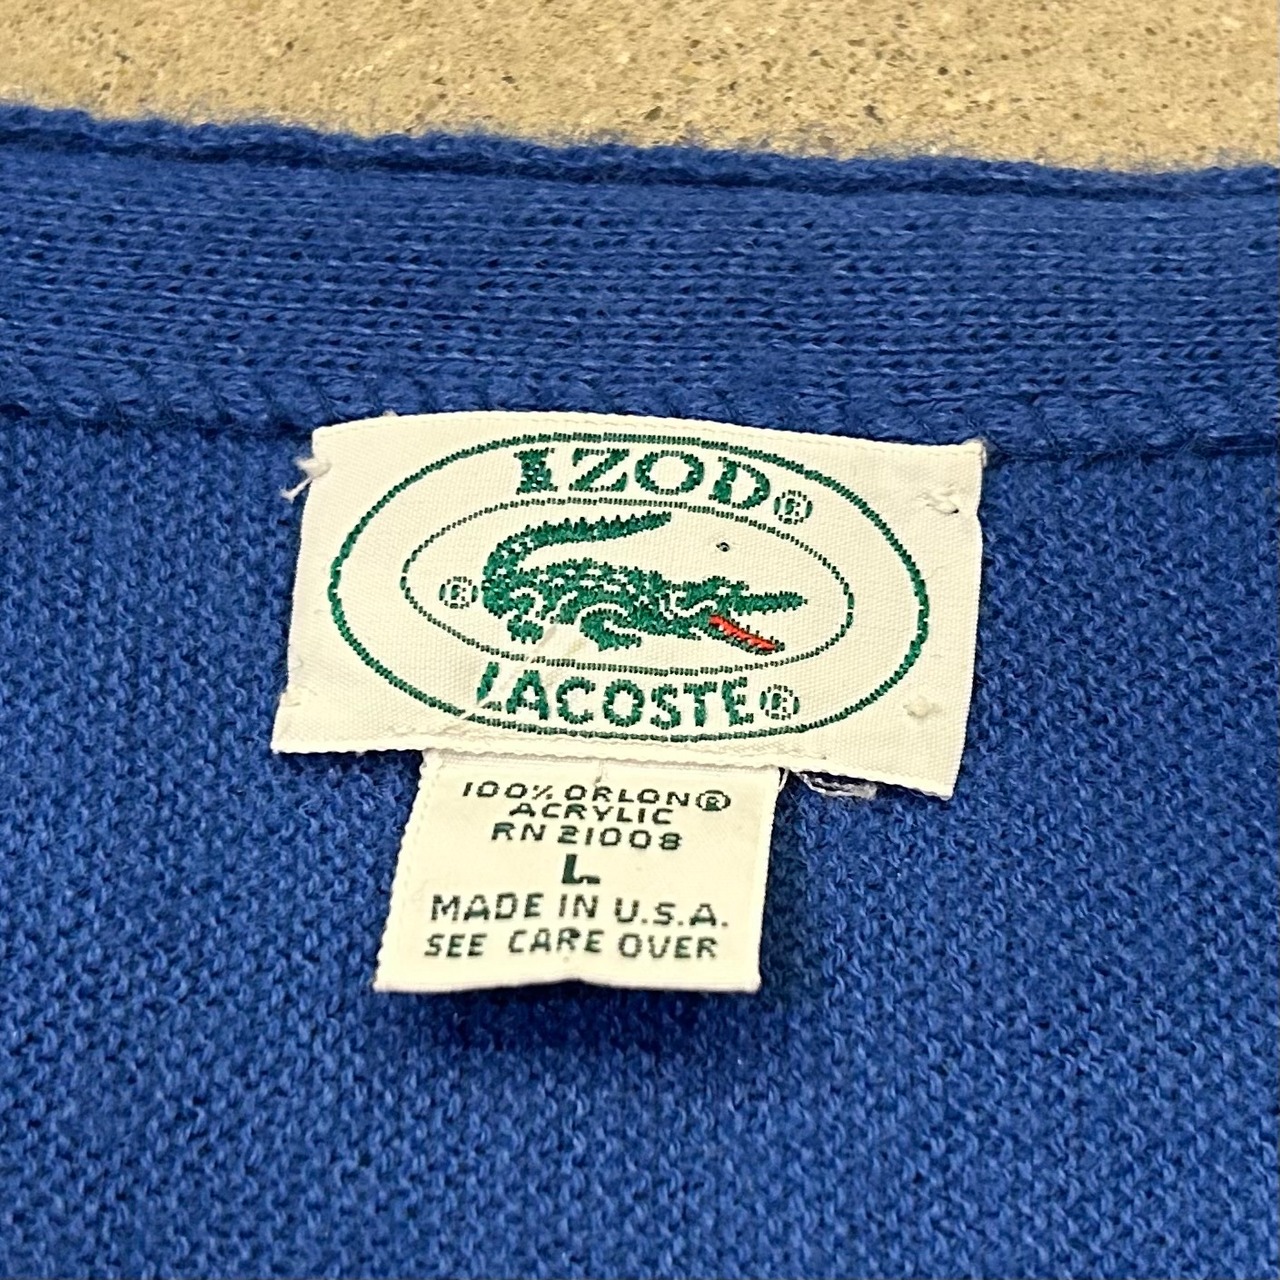 IZOD®
®
LACOSTE®
100% ORLON®
ACRYLIC
RN 21008
L
MADE IN U.S.A.
SEE CARE OVER